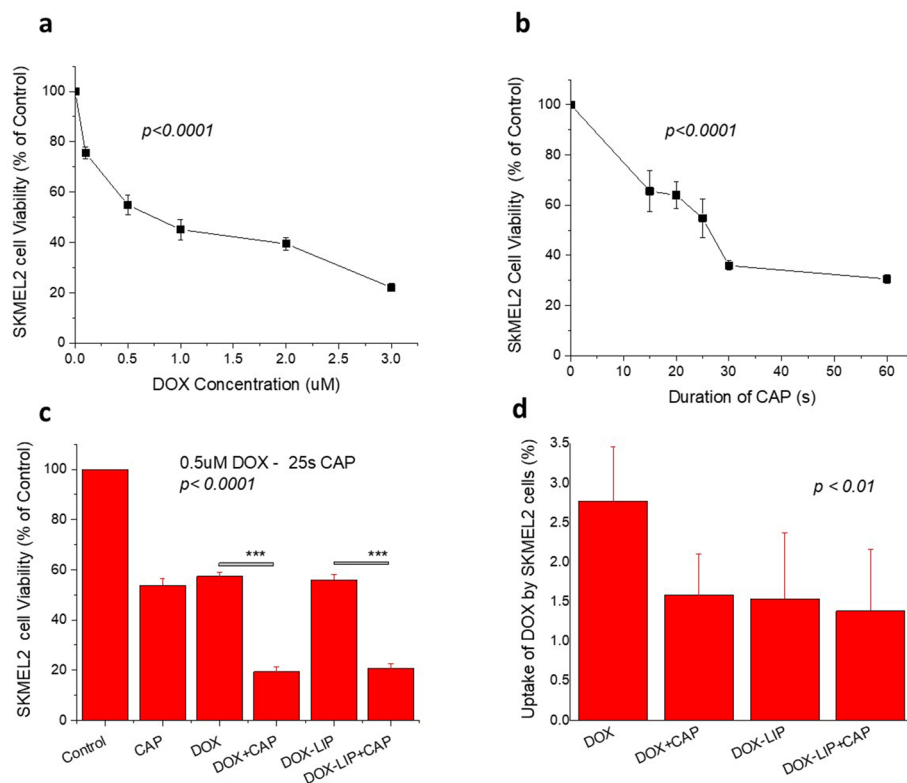 a
SKMEL2 cell Viability (% of Control)
100
80
60
40
20
0
p<0.0001
0.0
0.5
1.0
1.5
2.0
2.5
3.0
DOX Concentration (uM)
b
SkMEL2 Cell Viability (% of Control)
100
80
60
40
20
0
p<0.0001
0
10
20
30
40
50
60
Duration of CAP (s)
c
SKMEL2 cell Viability (% of Control)
100
80
60
40
20
0
0.5uM DOX - 25s CAP
p< 0.0001
***
***
Control
CAP
DOX
DOX+CAP
DOX-LIP
DOX-LIP+CAP
d
Uptake of DOX by SKMEL2 cells (%)
3.5
3.0
2.5
2.0
1.5
1.0
0.5
0.0
p < 0.01
DOX
DOX+CAP
DOX-LIP
DOX-LIP+CAP